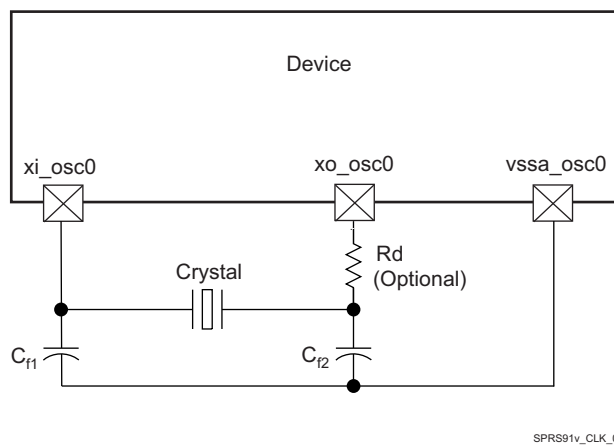 Device
xi_osc0
xo_osc0
vssa_osc0
Rd
(Optional)
Crystal
Cf1
Cf2
SPRS91v_CLK_